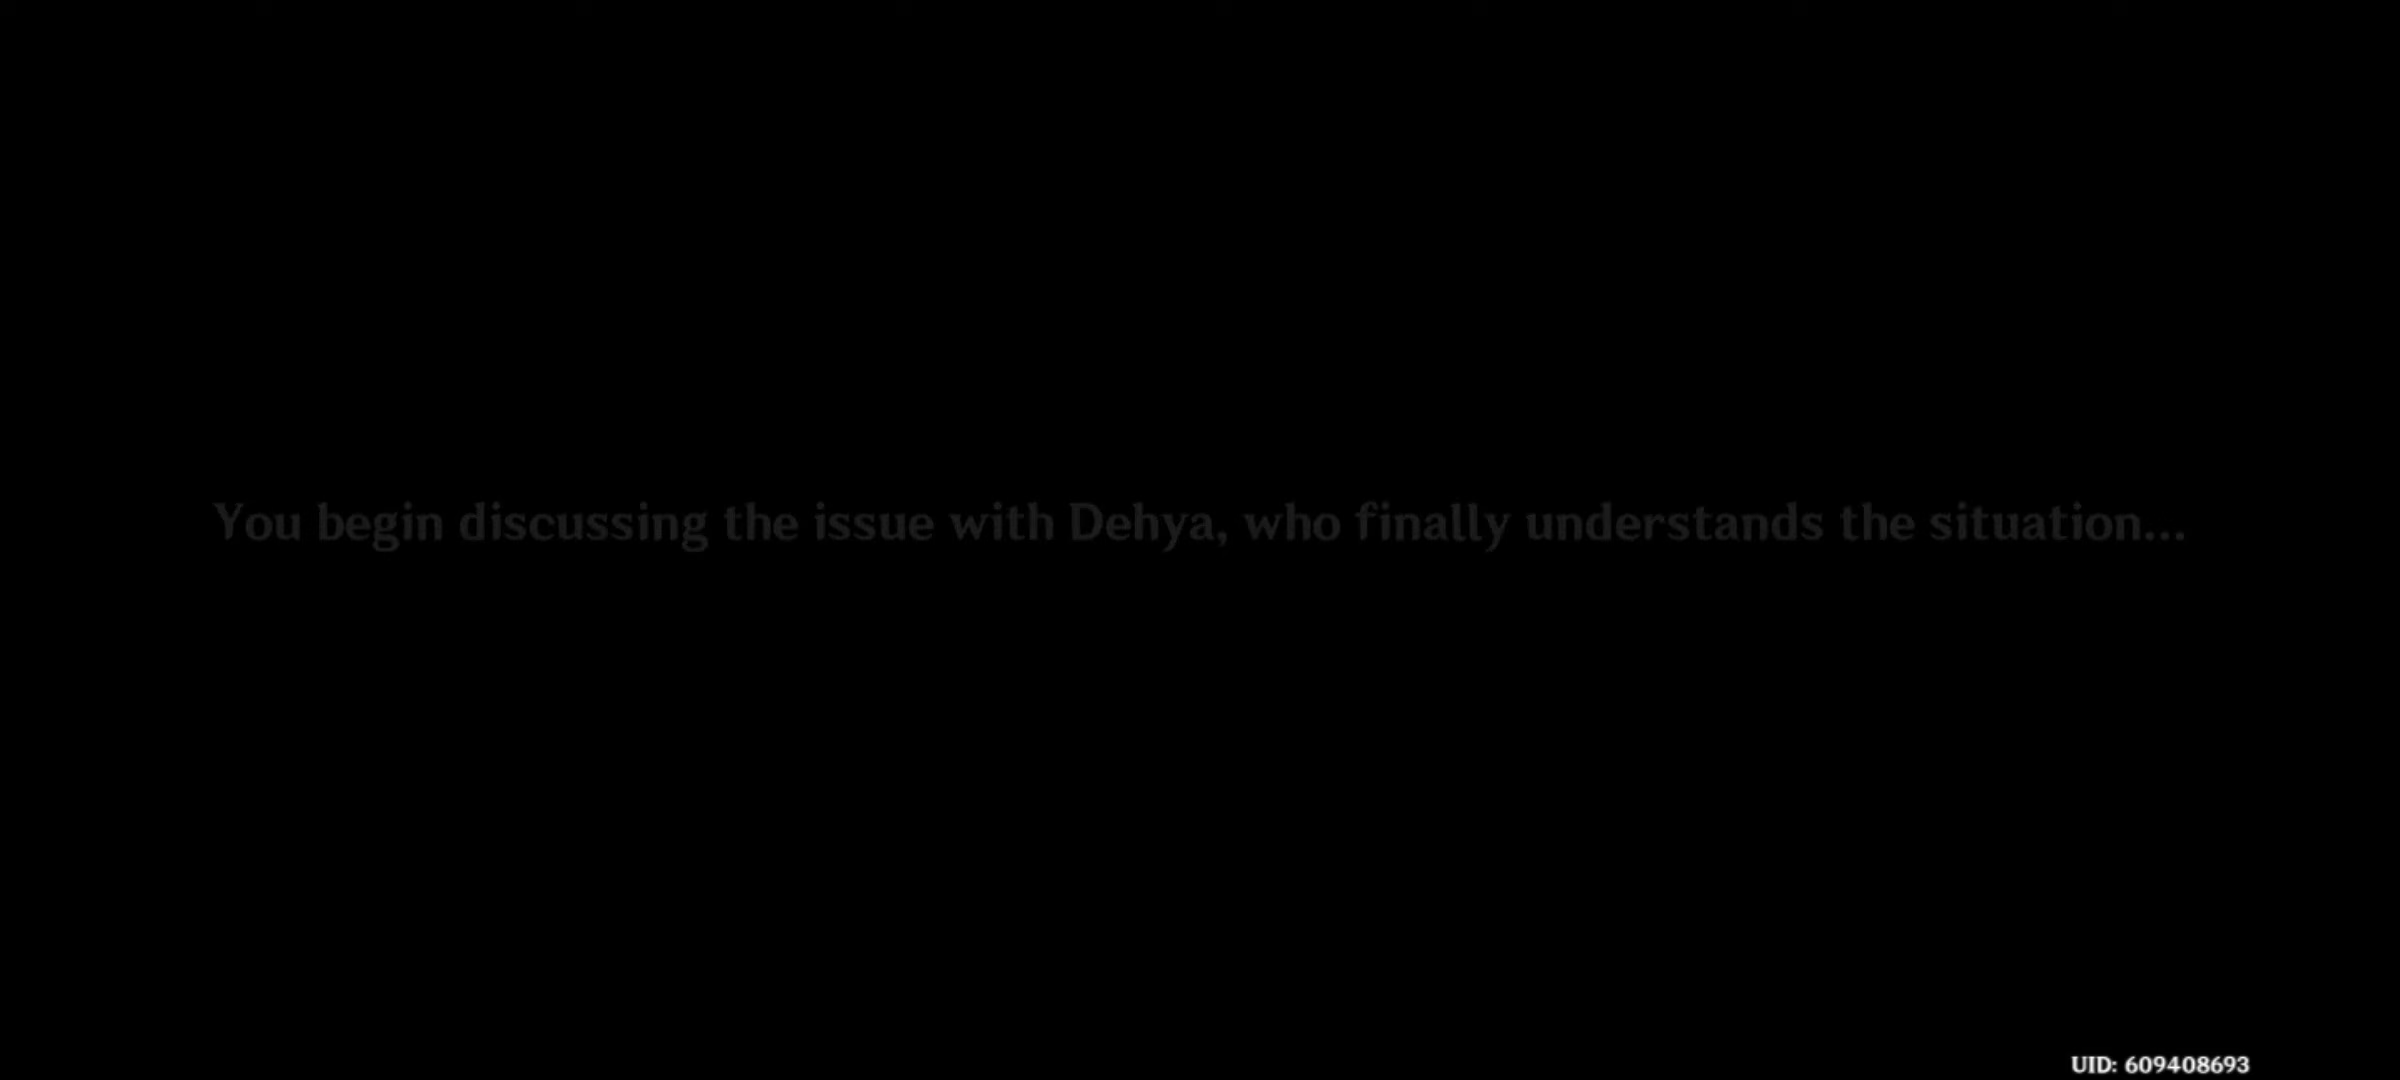 You begin discussing the issue with Dehya, who finally understands the situation...
UID: 609408693